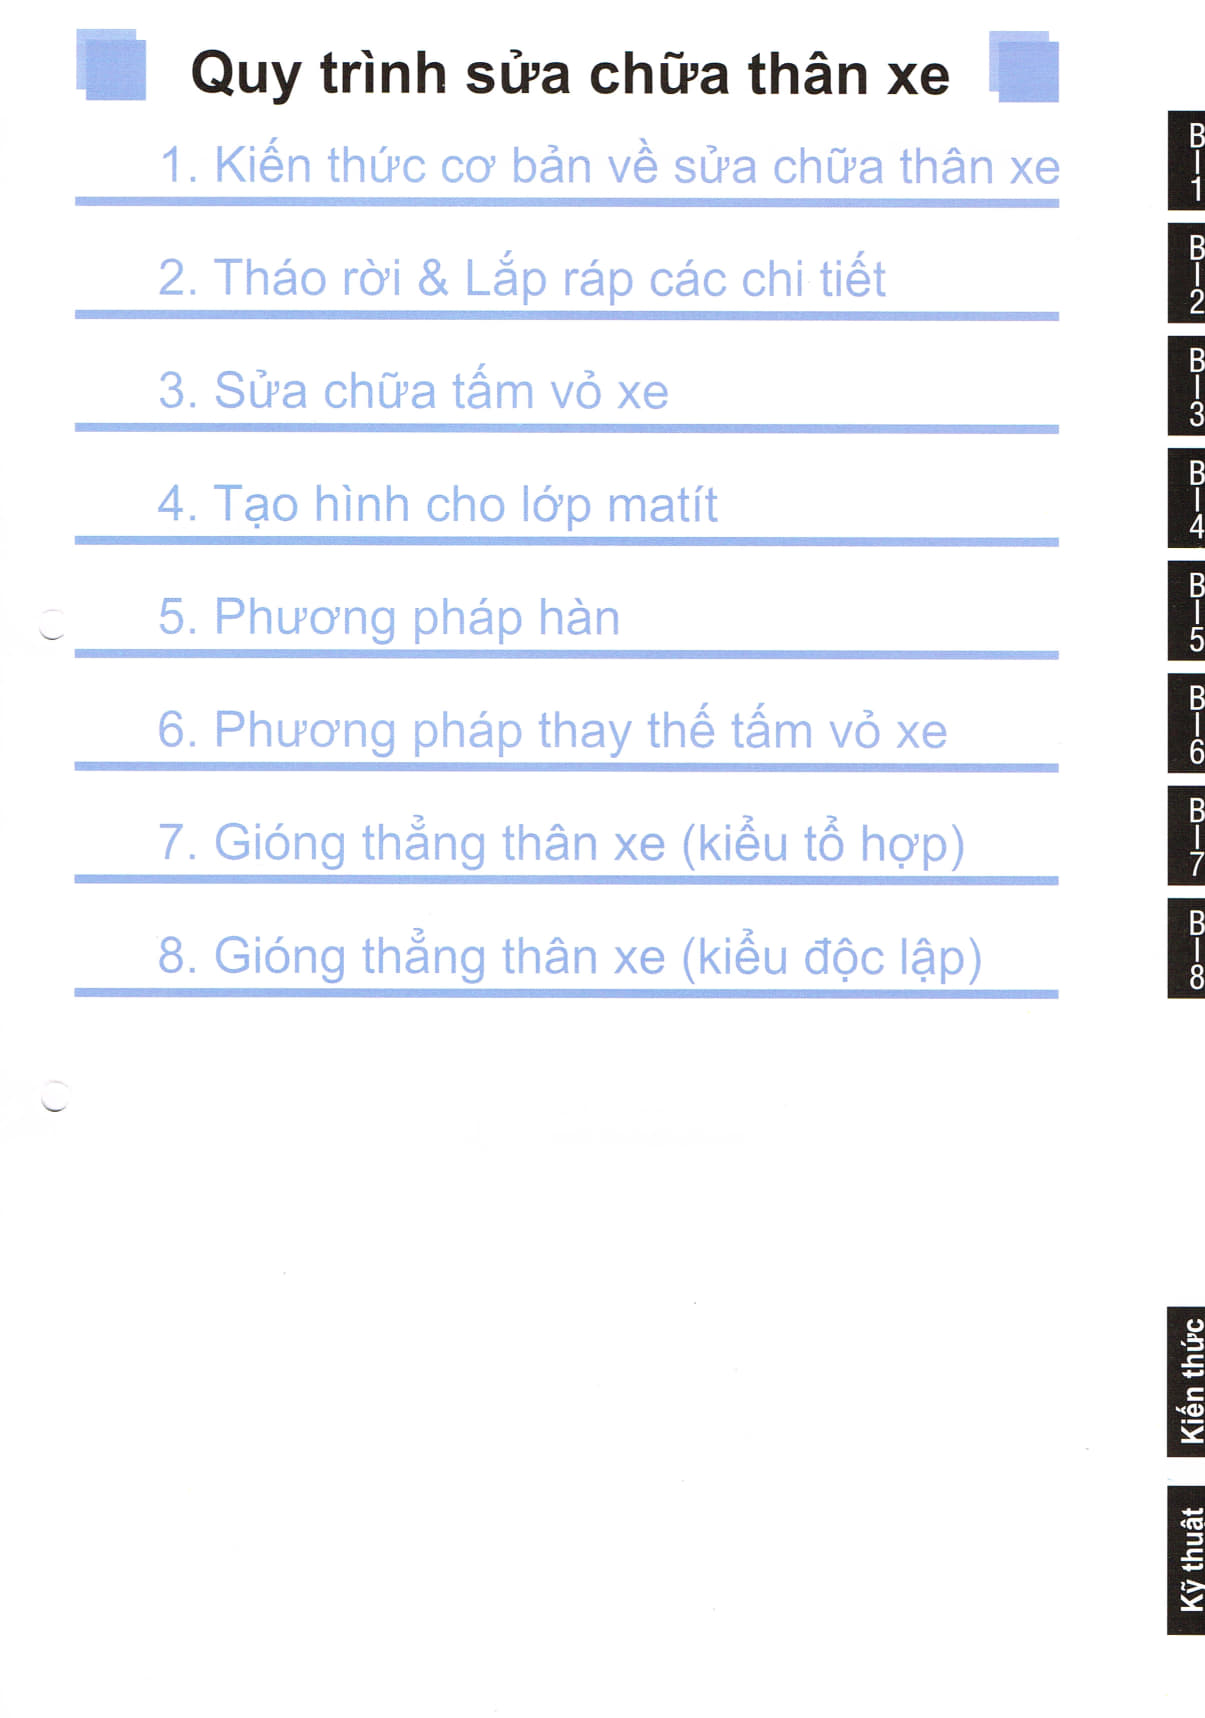 Quy trình sửa chữa thân xe
1. Kiến thức cơ bản về sửa chữa thân xe
2. Tháo rời & Lắp ráp các chi tiết
3. Sửa chữa tấm vỏ xe
4. Tạo hình cho lớp matít
5. Phương pháp hàn
6. Phương pháp thay thế tấm vỏ xe
7. Gióng thẳng thân xe (kiểu tổ hợp)
8. Gióng thẳng thân xe (kiểu độc lập)
B-1
B-2
B-3
B-4
B-5
B-6
B-7
B-8
Kiến thức
Kỹ thuật